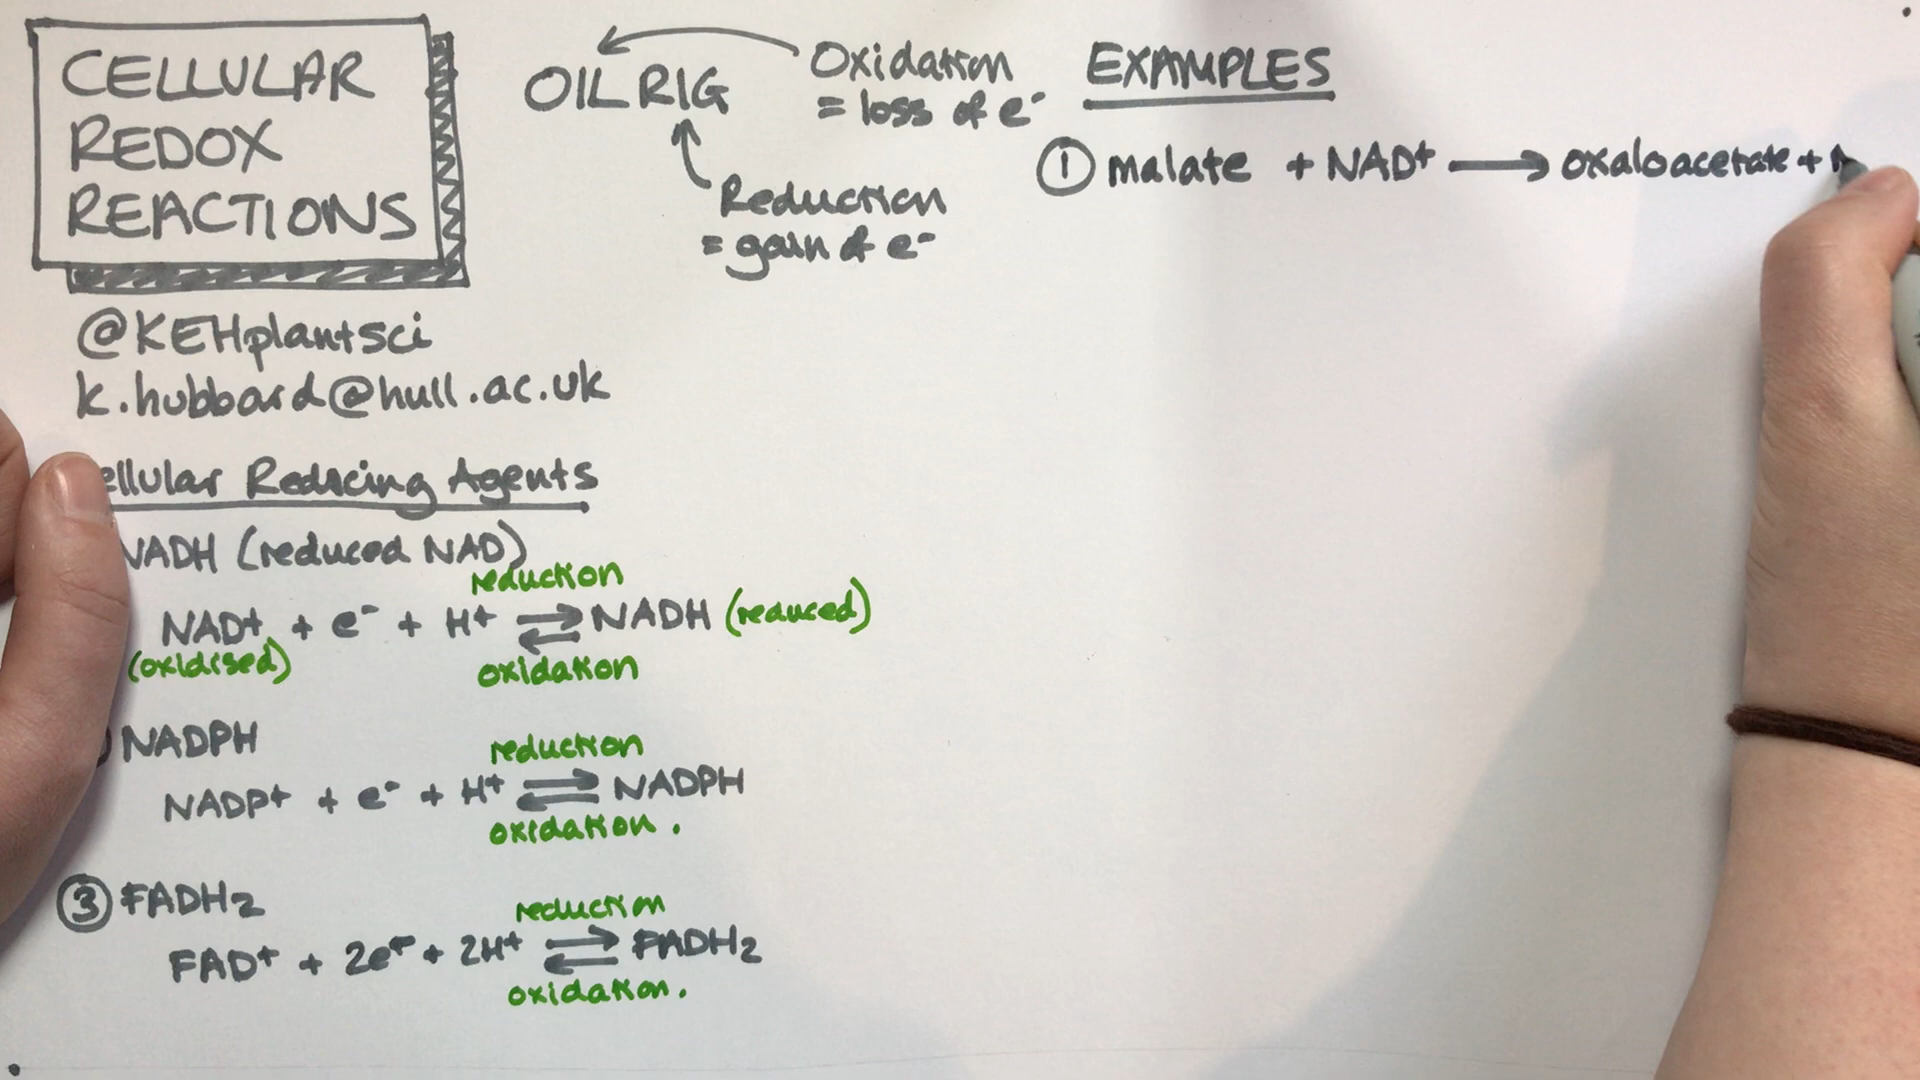 CELLULAR
REDOX
REACTIONS
@KEHplantsci
k.hubbard@hull.ac.uk
OILRIG
Oxidation
= loss of e-
Reduction
= gain of e-
ellular Reducing Agents
NADH (reduced NAD)
reduction
NAD+ + e- + H+ ⇌ NADH (reduced)
(oxidised)
oxidation
NADPH
reduction
NADP+ + e- + H+ ⇌ NADPH
oxidation.
③ FADH2
reduction
FAD+ + 2e- + 2H+ ⇌ FADH2
oxidation.
EXAMPLES
① malate + NAD+ → oxaloacetate +